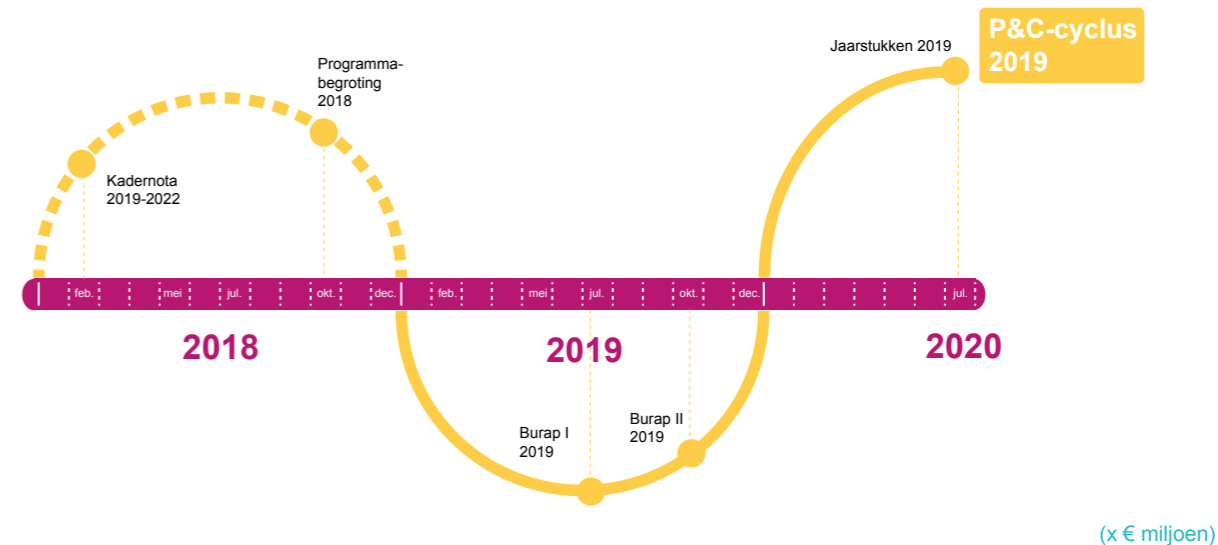 P&C-cyclus
2019
Jaarstukken 2019
Programma-
begroting
2018
Kadernota
2019-2022
feb. mei jul. okt. dec. feb. mei jul. okt. dec. jul.
2018 2019 2020
Burap I
2019
Burap II
2019
(x € miljoen)